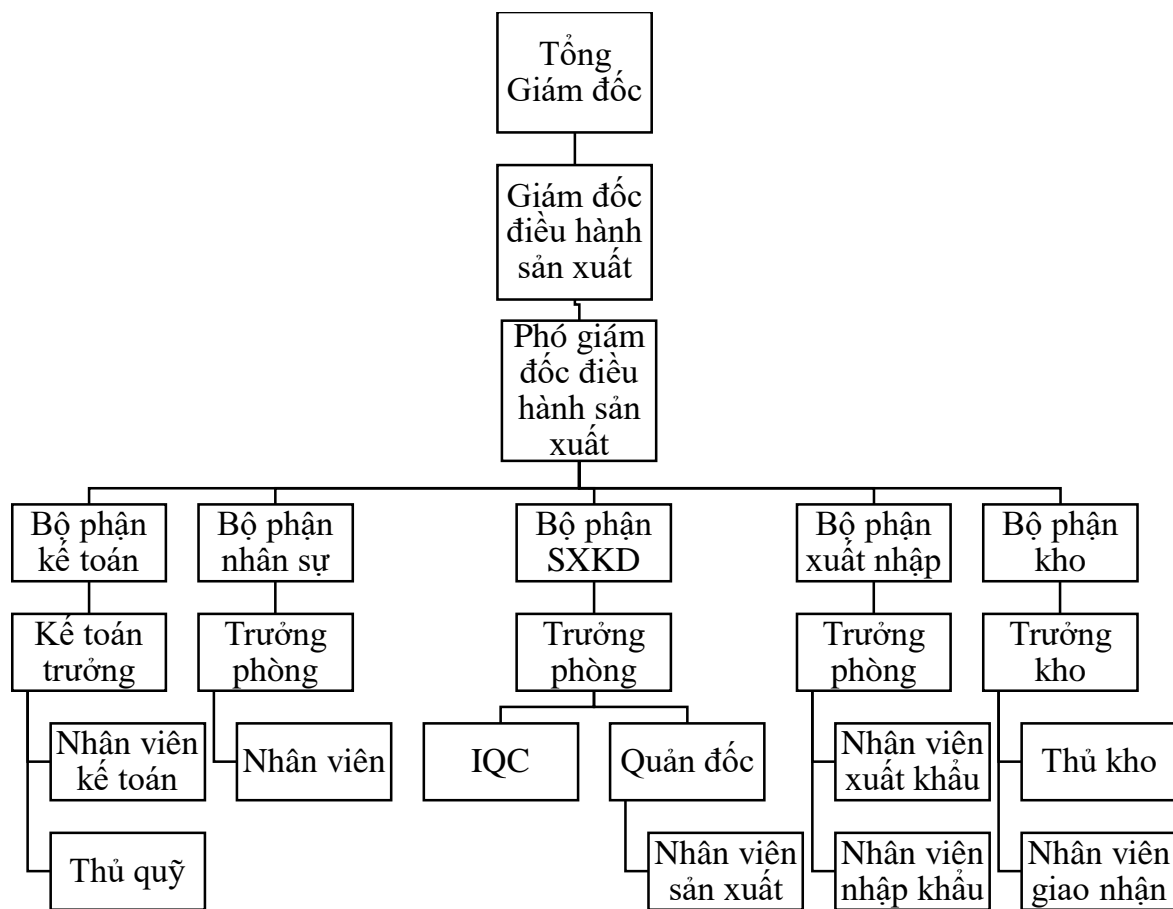 Tổng
Giám đốc
Giám đốc
điều hành
sản xuất
Phó giám
đốc điều
hành sản
xuất
Bộ phận
kế toán
Bộ phận
nhân sự
Bộ phận
SXKD
Bộ phận
xuất nhập
Bộ phận
kho
Kế toán
trưởng
Trưởng
phòng
Trưởng
phòng
Trưởng
phòng
Trưởng
kho
Nhân viên
kế toán
Nhân viên
IQC
Quản đốc
Nhân viên
xuất khẩu
Thủ kho
Thủ quỹ
Nhân viên
sản xuất
Nhân viên
nhập khẩu
Nhân viên
giao nhận